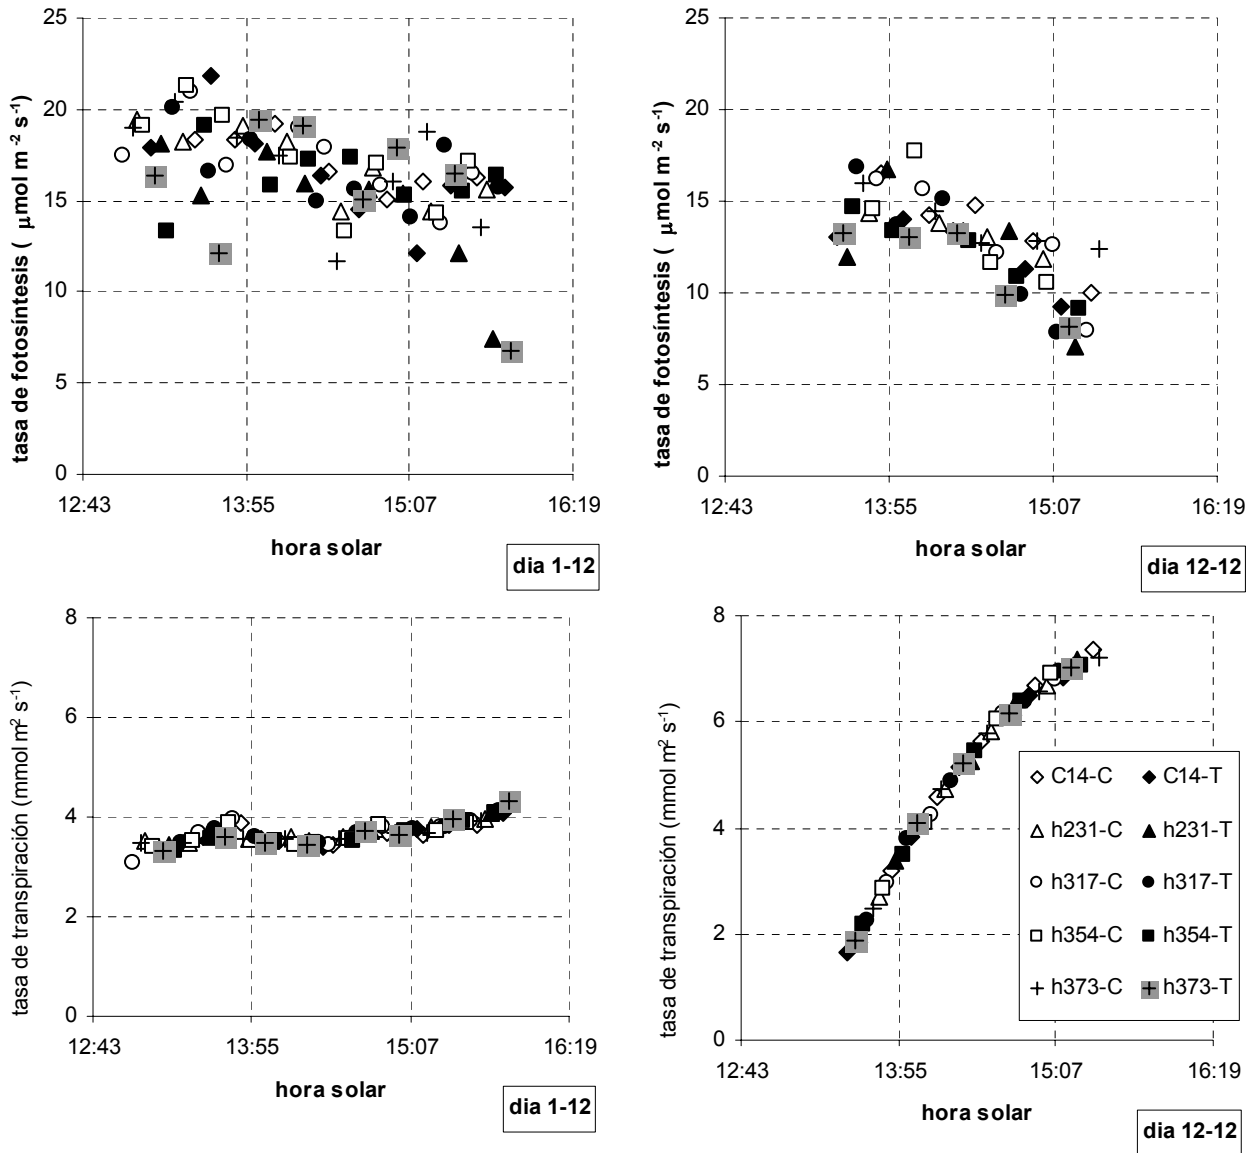 tasa de fotosíntesis ( μmol m⁻² s⁻¹)
25
20
15
10
5
0
12:43 13:55 15:07 16:19
hora solar
dia 1-12
tasa de fotosíntesis ( μmol m⁻² s⁻¹)
25
20
15
10
5
0
12:43 13:55 15:07 16:19
hora solar
dia 12-12
tasa de transpiración (mmol m² s⁻¹)
8
6
4
2
0
12:43 13:55 15:07 16:19
hora solar
dia 1-12
tasa de transpiración (mmol m² s⁻¹)
8
6
4
2
0
12:43 13:55 15:07 16:19
hora solar
dia 12-12
C14-C C14-T
h231-C h231-T
h317-C h317-T
h354-C h354-T
h373-C h373-T